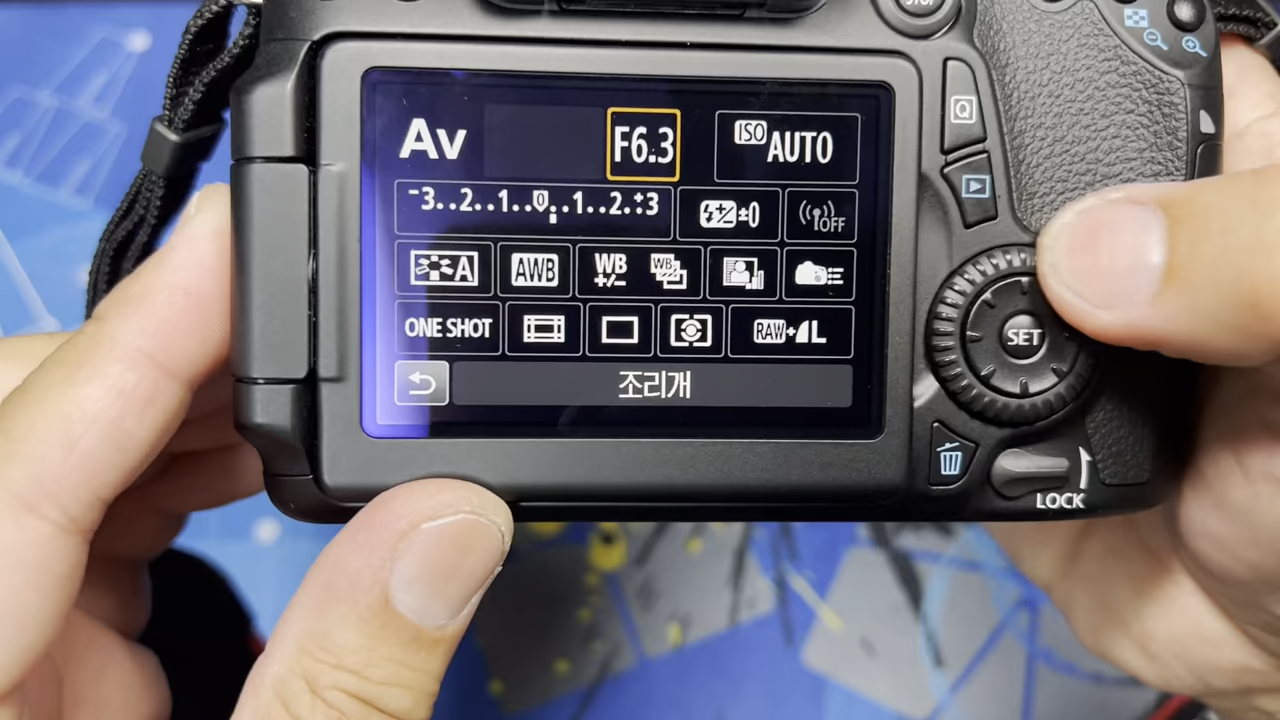 Av F6.3 ISO AUTO
-3..2..1..0..1..2..+3 ±0 OFF
A AWB WB +/- WB
ONE SHOT RAW+L
조리개
Q
SET
LOCK